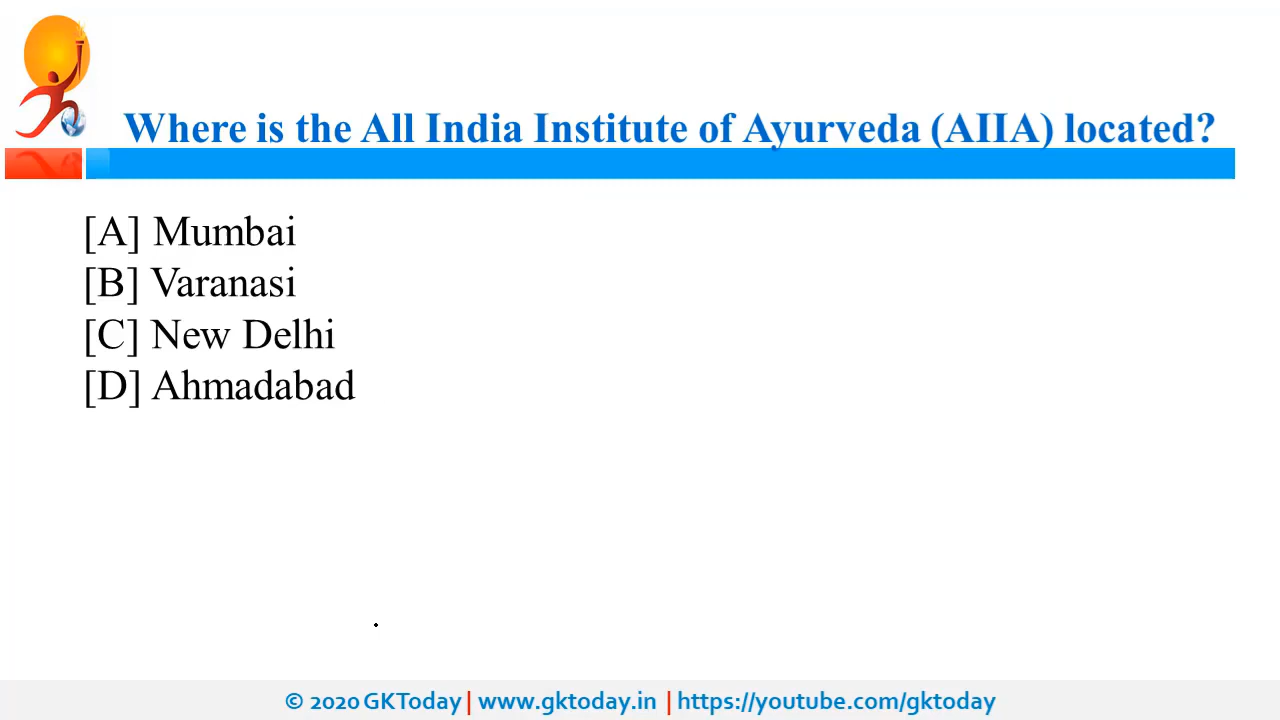 Where is the All India Institute of Ayurveda (AIIA) located?
[A] Mumbai
[B] Varanasi
[C] New Delhi
[D] Ahmadabad
© 2020 GKToday | www.gktoday.in | https://youtube.com/gktoday